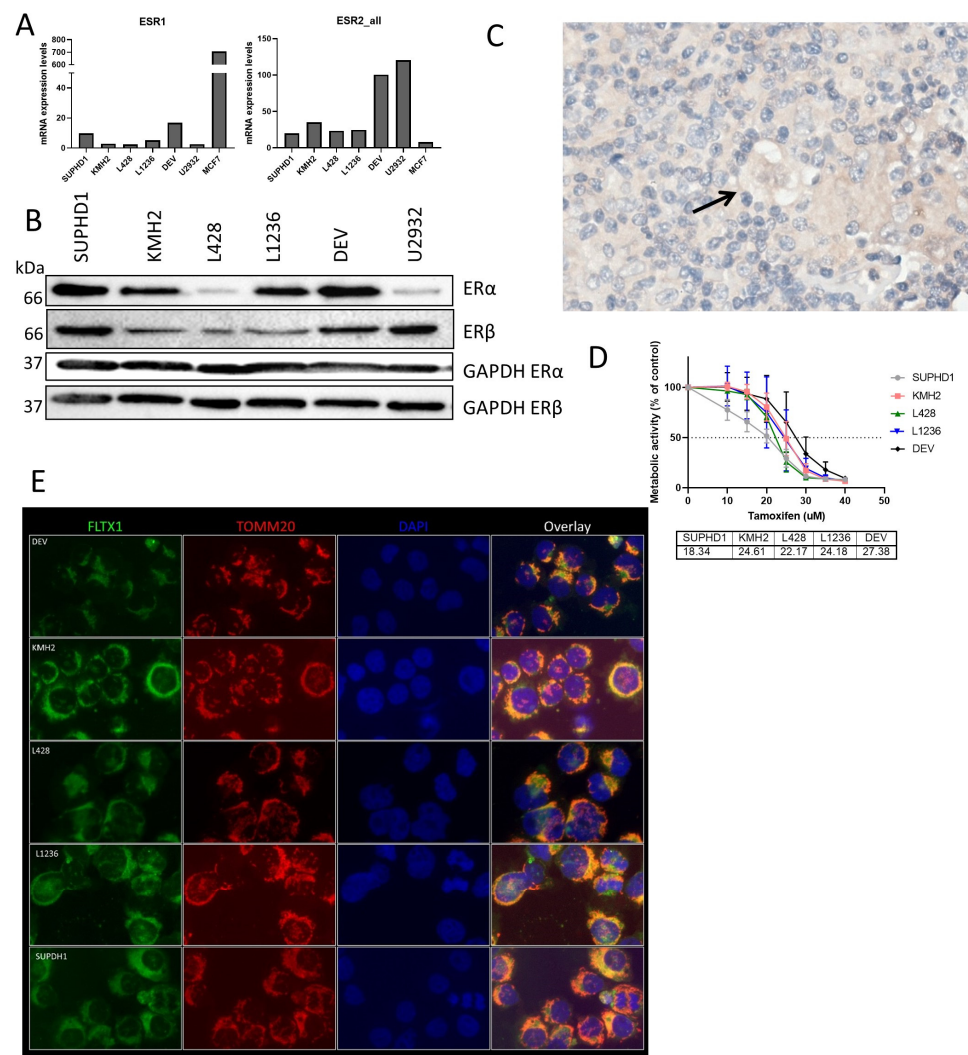 A
ESR1
ESR2_all
mRNA expression levels
800
700
600
60
40
20
0
SUPHD1
KMH2
L428
L1236
DEV
U2932
MCF7
mRNA expression levels
150
100
50
0
SUPHD1
KMH2
L428
L1236
DEV
U2932
MCF7
B
SUPHD1
KMH2
L428
L1236
DEV
U2932
kDa
66
ERα
66
ERβ
37
GAPDH ERα
37
GAPDH ERβ
C
D
Metabolic activity (% of control)
100
50
0
0 10 20 30 40 50
Tamoxifen (uM)
SUPHD1
KMH2
L428
L1236
DEV
SUPHD1 KMH2 L428 L1236 DEV
18.34 24.61 22.17 24.18 27.38
E
FLTX1 TOMM20 DAPI Overlay
DEV
KMH2
L428
L1236
SUPDH1